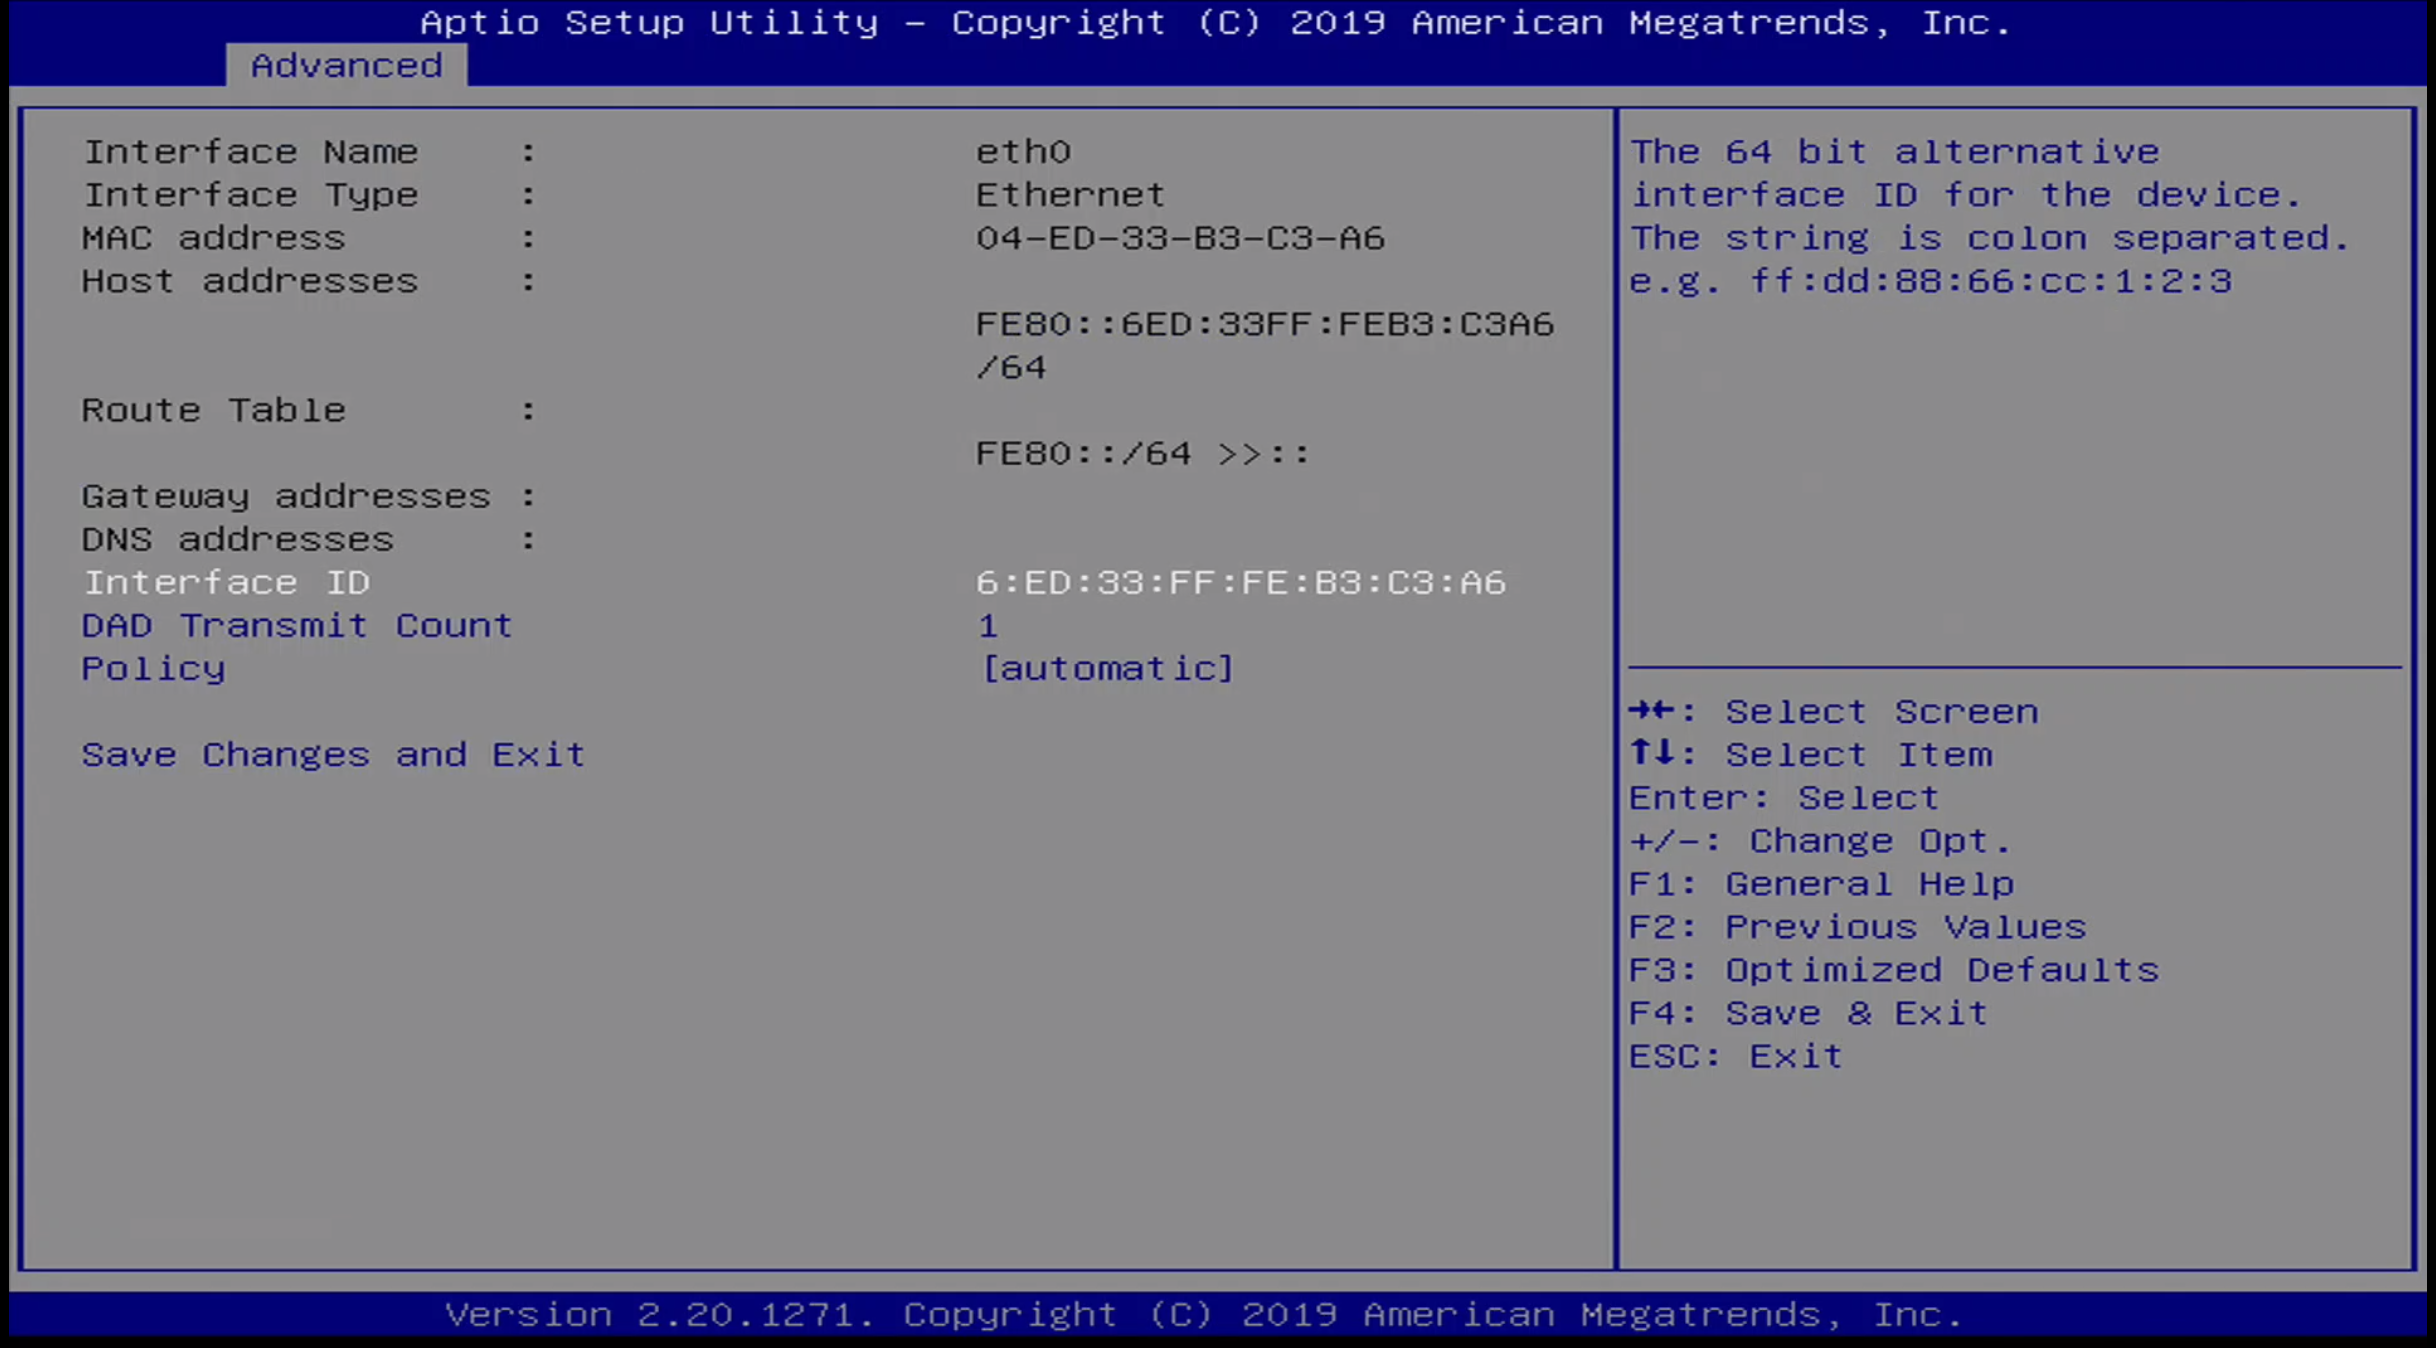 Aptio Setup Utility – Copyright (C) 2019 American Megatrends, Inc.
Advanced
Interface Name : eth0
Interface Type : Ethernet
MAC address : 04-ED-33-B3-C3-A6
Host addresses :
FE80::6ED:33FF:FEB3:C3A6
/64
Route Table :
FE80::/64 >>::
Gateway addresses :
DNS addresses :
Interface ID 6:ED:33:FF:FE:B3:C3:A6
DAD Transmit Count 1
Policy [automatic]
Save Changes and Exit
The 64 bit alternative
interface ID for the device.
The string is colon separated.
e.g. ff:dd:88:66:cc:1:2:3
→←: Select Screen
↑↓: Select Item
Enter: Select
+/-: Change Opt.
F1: General Help
F2: Previous Values
F3: Optimized Defaults
F4: Save & Exit
ESC: Exit
Version 2.20.1271. Copyright (C) 2019 American Megatrends, Inc.